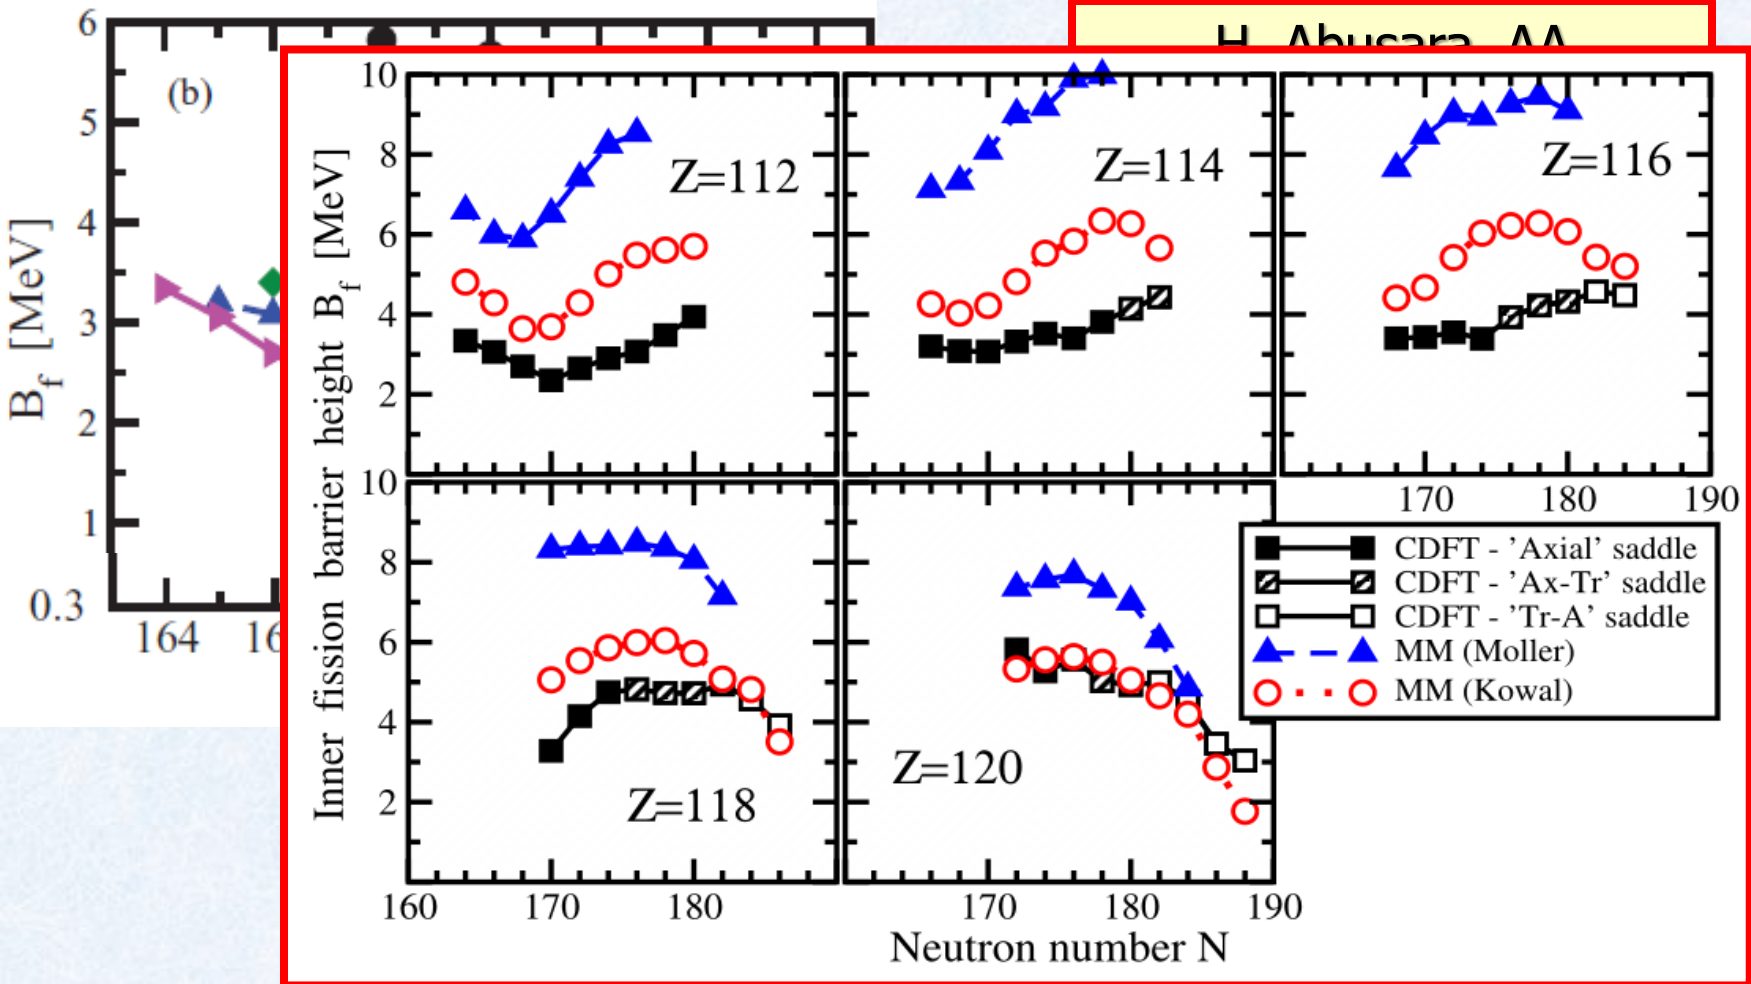 H. Abusara, AA
6
(b)
5
4
3
2
1
0.3
B_f [MeV]
164
Inner fission barrier height B_f [MeV]
10
8
6
4
2
Z=112
Z=114
Z=116
170 180 190
10
8
6
4
2
Z=118
Z=120
CDFT - 'Axial' saddle
CDFT - 'Ax-Tr' saddle
CDFT - 'Tr-A' saddle
MM (Moller)
MM (Kowal)
160 170 180
170 180 190
Neutron number N